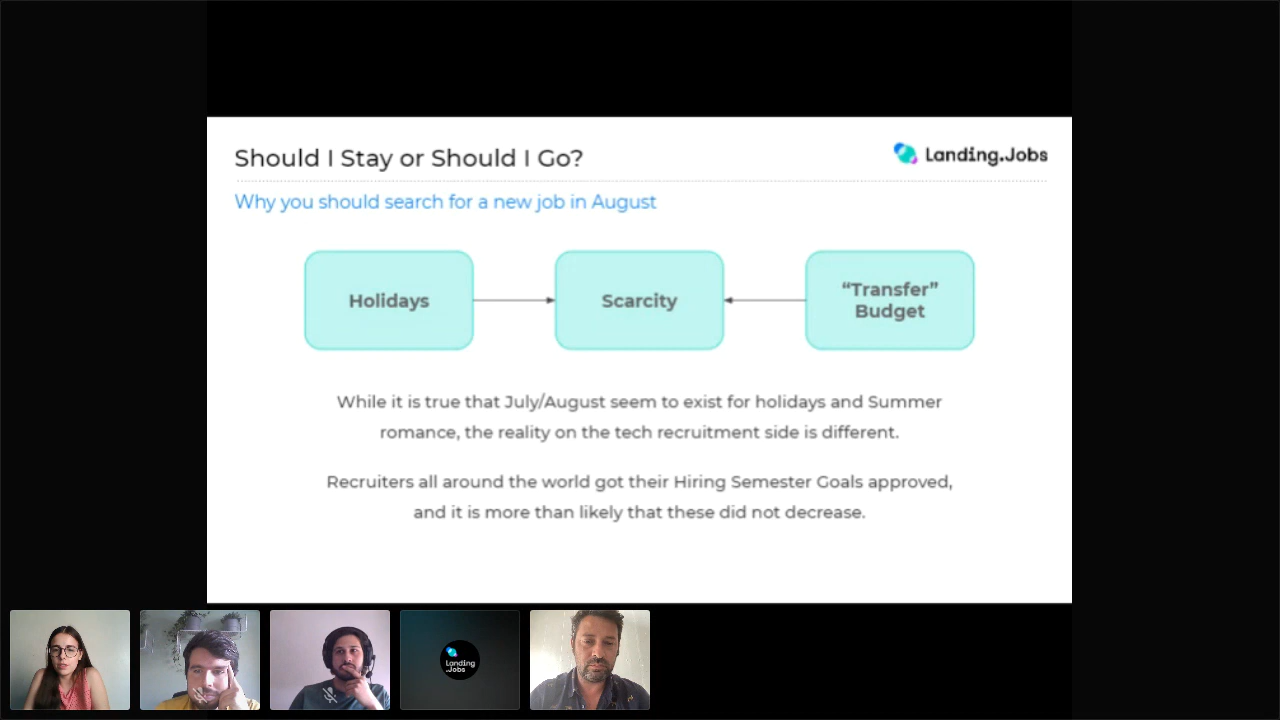 Should I Stay or Should I Go?
Landing.Jobs
Why you should search for a new job in August
Holidays
Scarcity
“Transfer”
Budget
While it is true that July/August seem to exist for holidays and Summer
romance, the reality on the tech recruitment side is different.
Recruiters all around the world got their Hiring Semester Goals approved,
and it is more than likely that these did not decrease.
Landing
.Jobs